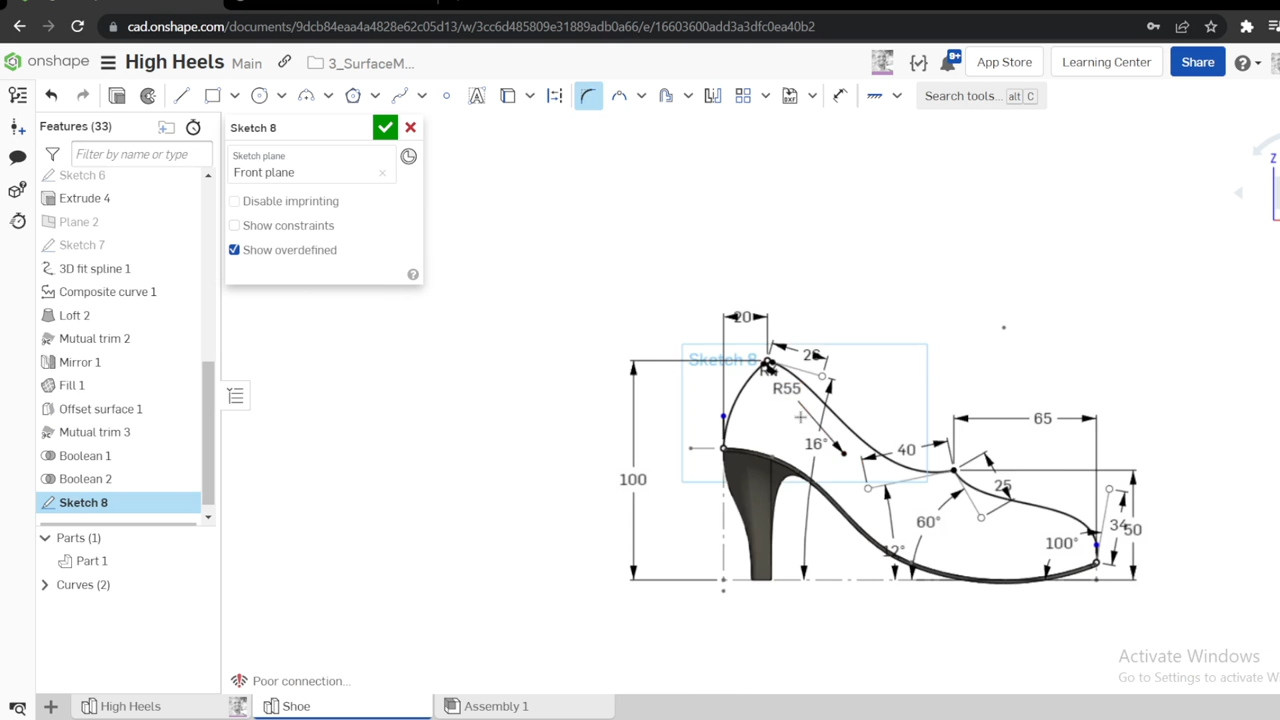 cad.onshape.com/documents/9dcb84eaa4a4828e62c05d13/w/3cc6d485809e31889adb0a66/e/16603600add3a3dfc0ea40b2
onshape High Heels Main 3_SurfaceM... App Store Learning Center Share
Search tools... alt C
Features (33)
Filter by name or type
Sketch 6
Extrude 4
Plane 2
Sketch 7
3D fit spline 1
Composite curve 1
Loft 2
Mutual trim 2
Mirror 1
Fill 1
Offset surface 1
Mutual trim 3
Boolean 1
Boolean 2
Sketch 8
Parts (1)
Part 1
Curves (2)
Sketch 8
Sketch plane
Front plane
Disable imprinting
Show constraints
Show overdefined
Z
20
Sketch 8
R55
16°
40
65
100
25
60°
12°
100°
34
50
Poor connection...
Activate Windows
Go to Settings to activate W
High Heels Shoe Assembly 1